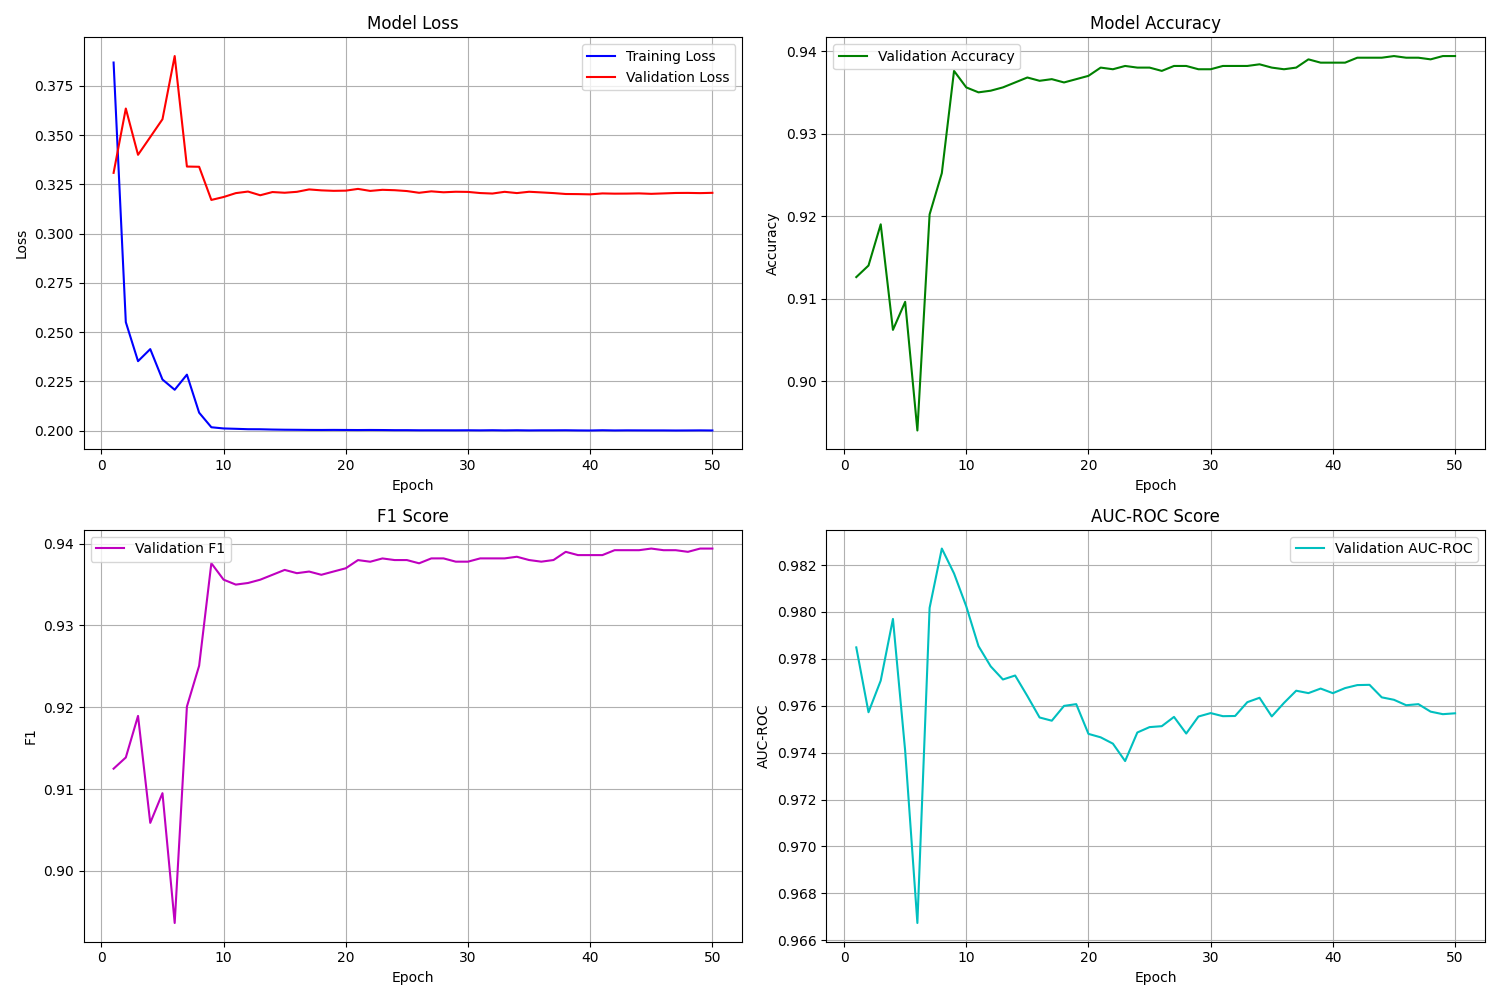 Model Loss
Training Loss
Validation Loss
0.375
0.350
0.325
0.300
0.275
0.250
0.225
0.200
Loss
0 10 20 30 40 50
Epoch
Model Accuracy
Validation Accuracy
0.94
0.93
0.92
0.91
0.90
Accuracy
0 10 20 30 40 50
Epoch
F1 Score
Validation F1
0.94
0.93
0.92
0.91
0.90
F1
0 10 20 30 40 50
Epoch
AUC-ROC Score
Validation AUC-ROC
0.982
0.980
0.978
0.976
0.974
0.972
0.970
0.968
0.966
AUC-ROC
0 10 20 30 40 50
Epoch